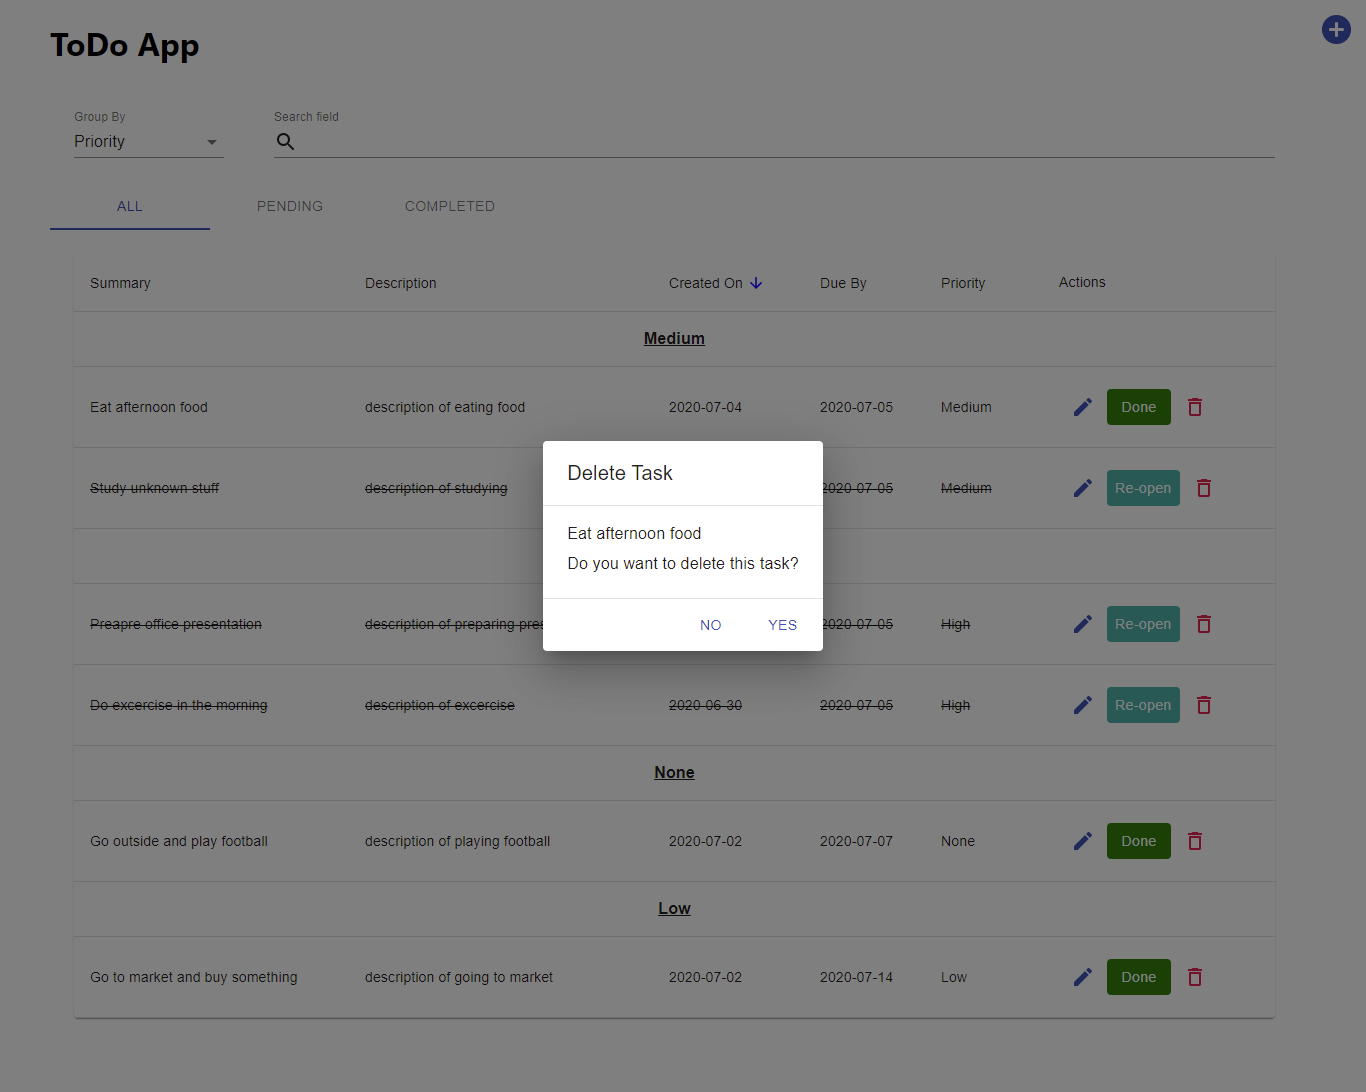 ToDo App
Group By
Search field
Priority
ALL PENDING COMPLETED
Summary Description Created On Due By Priority Actions
Medium
Eat afternoon food description of eating food 2020-07-04 2020-07-05 Medium Done
Study unknown stuff description of studying 2020-07-05 Medium Re-open
Delete Task
Eat afternoon food
Do you want to delete this task?
NO YES
Preapre office presentation description of preparing 2020-07-05 High Re-open
Do excercise in the morning description of excercise 2020-06-30 2020-07-05 High Re-open
None
Go outside and play football description of playing football 2020-07-02 2020-07-07 None Done
Low
Go to market and buy something description of going to market 2020-07-02 2020-07-14 Low Done